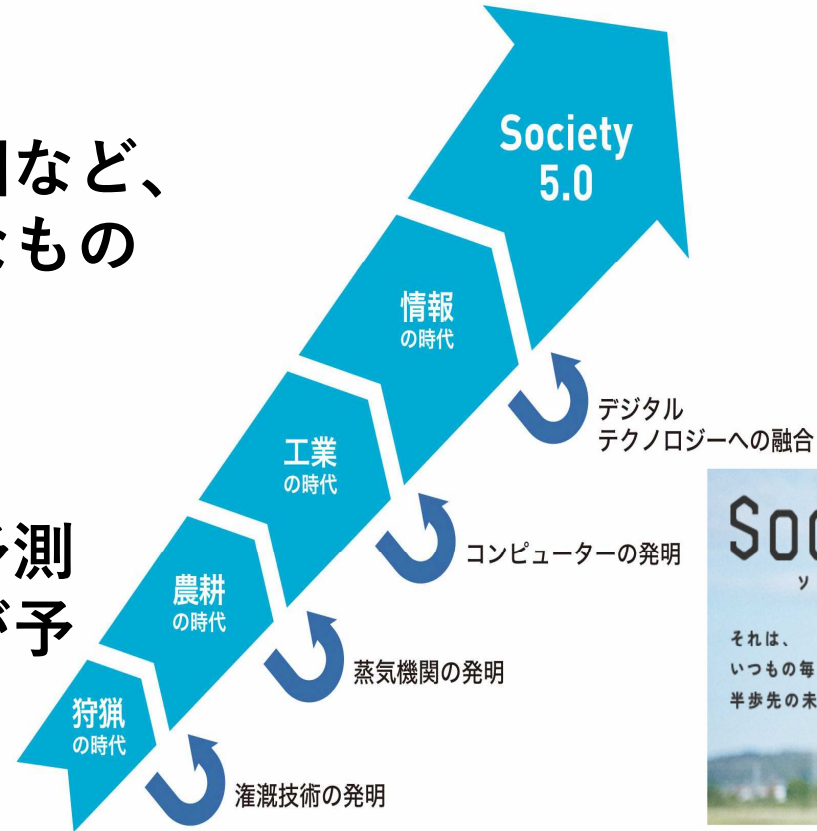 など、
なもの
測
が予
Society
5.0
情報
の時代
工業
の時代
農耕
の時代
狩猟
の時代
デジタル
テクノロジーへの融合
コンピューターの発明
蒸気機関の発明
灌漑技術の発明
それは、
いつもの毎
半歩先の未